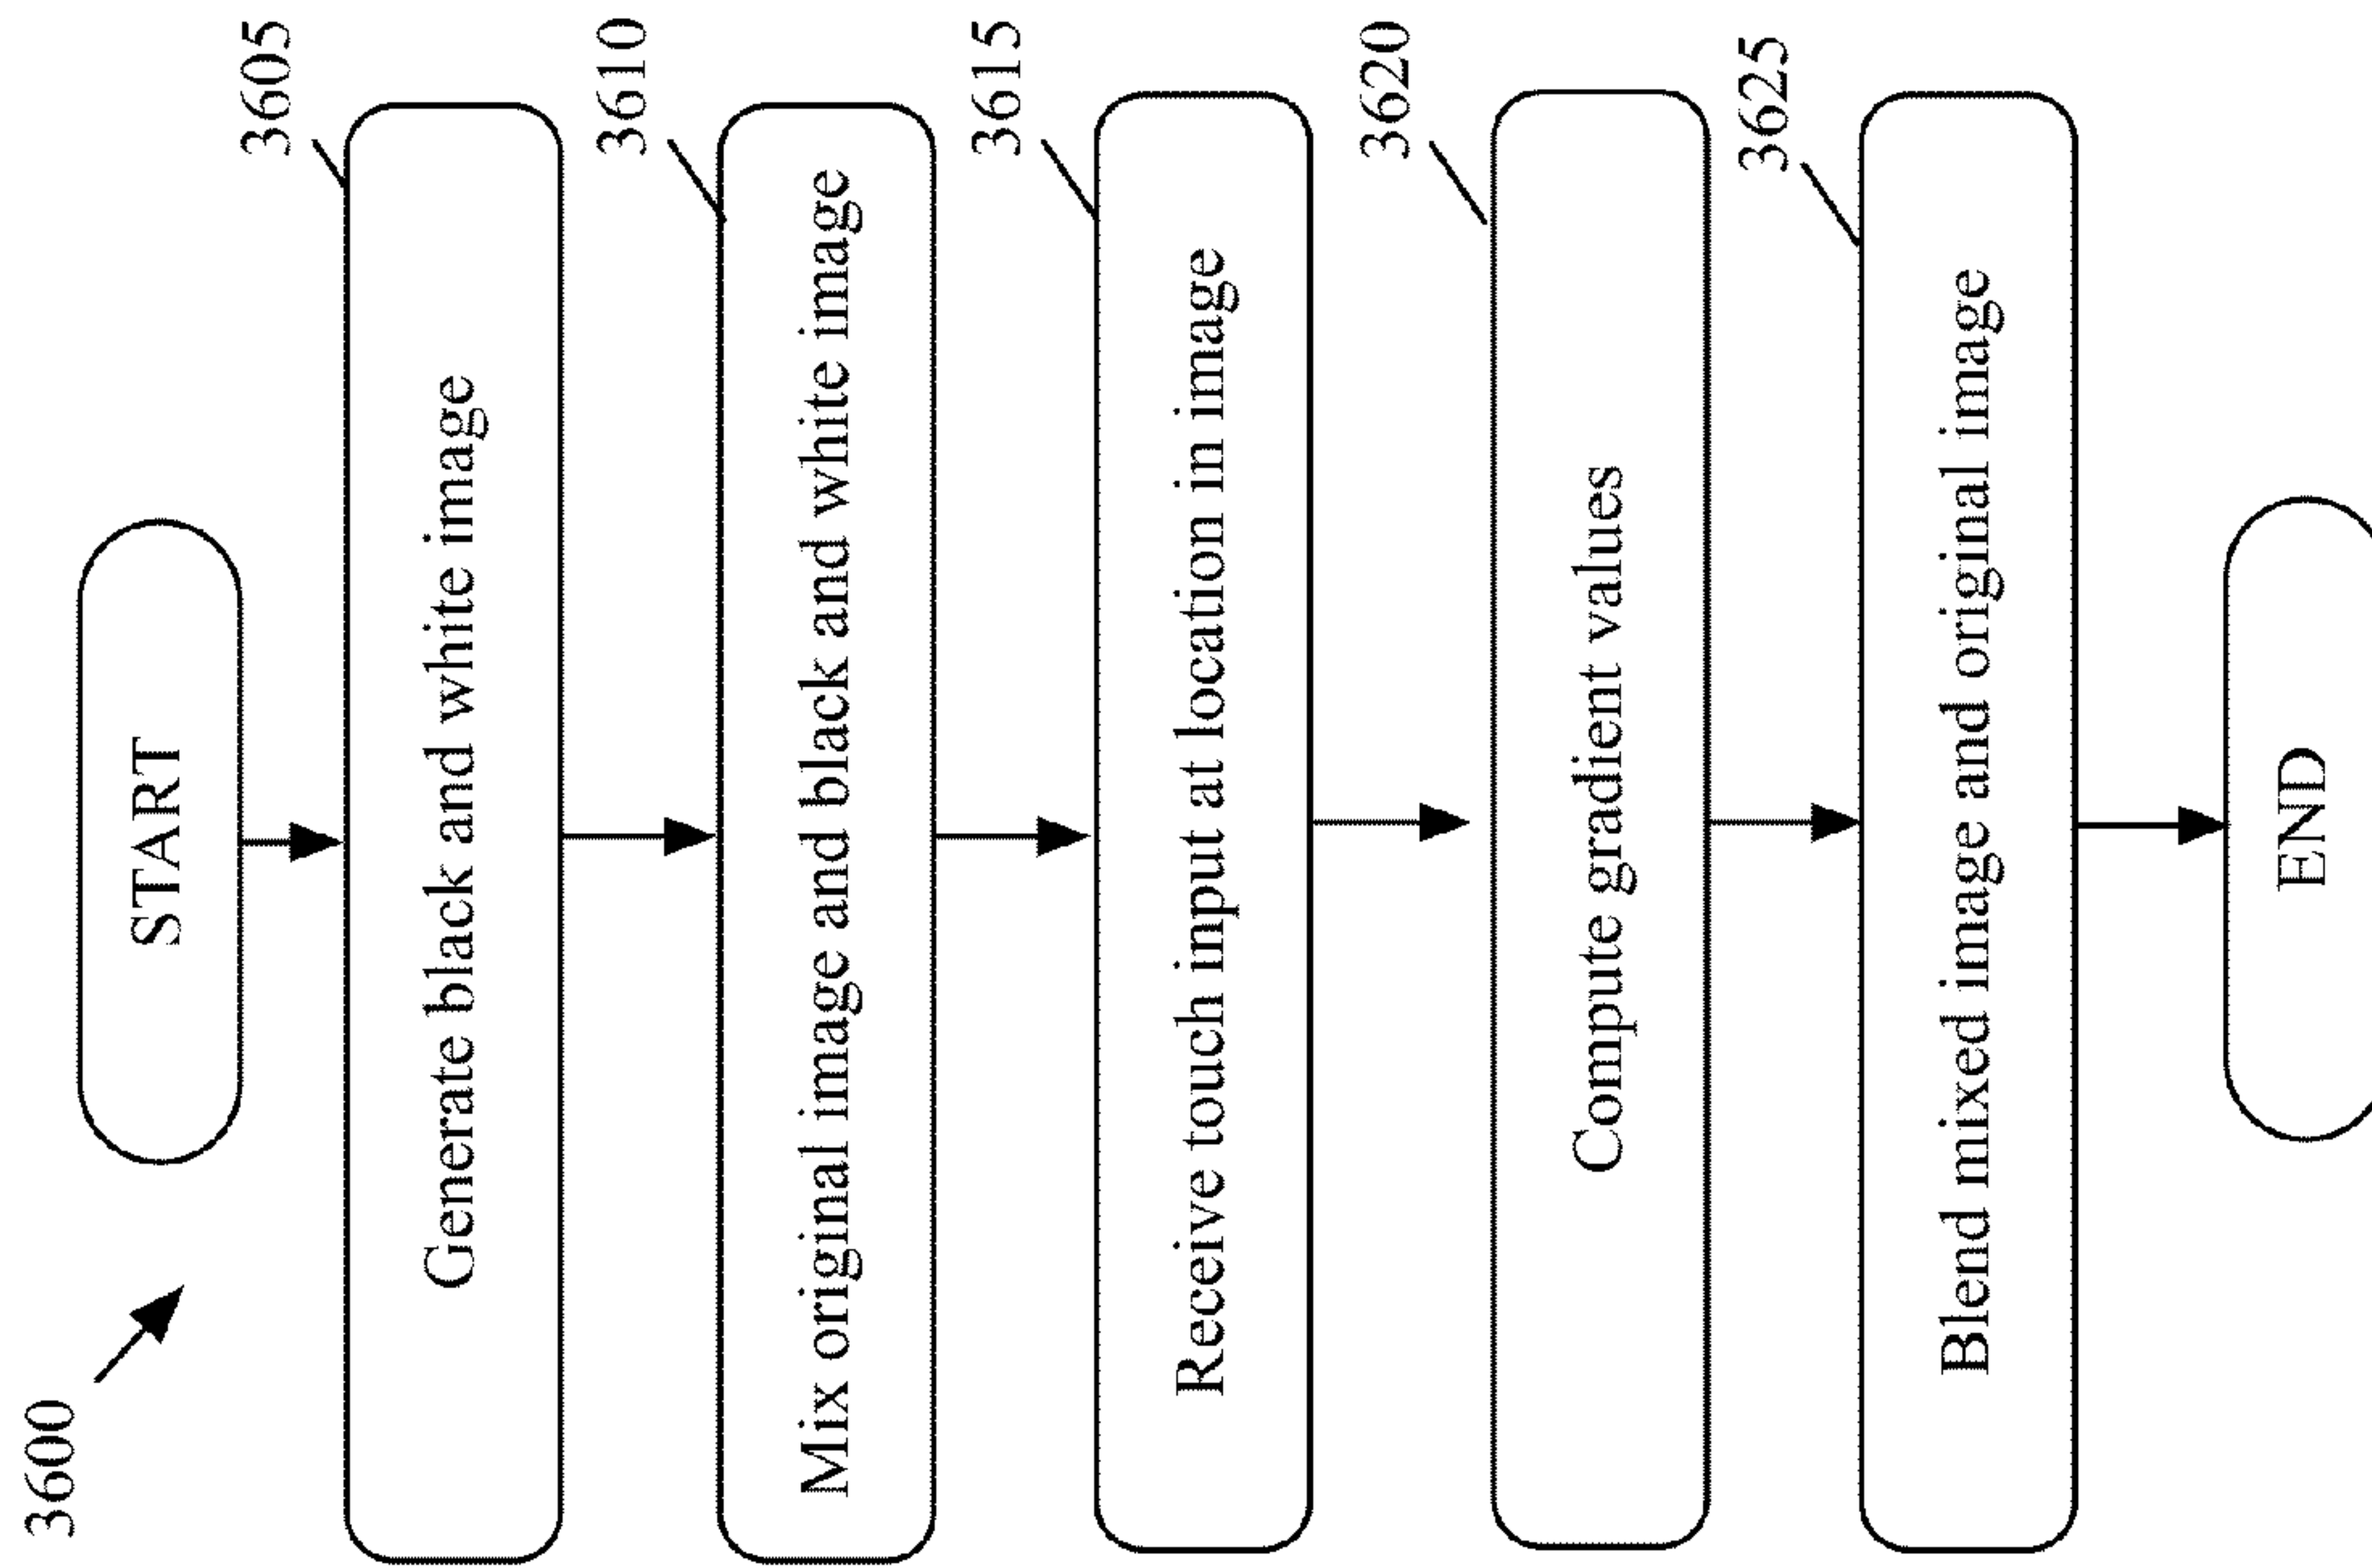 3600
START
3605
Generate black and white image
3610
Mix original image and black and white image
3615
Receive touch input at location in image
3620
Compute gradient values
3625
Blend mixed image and original image
END